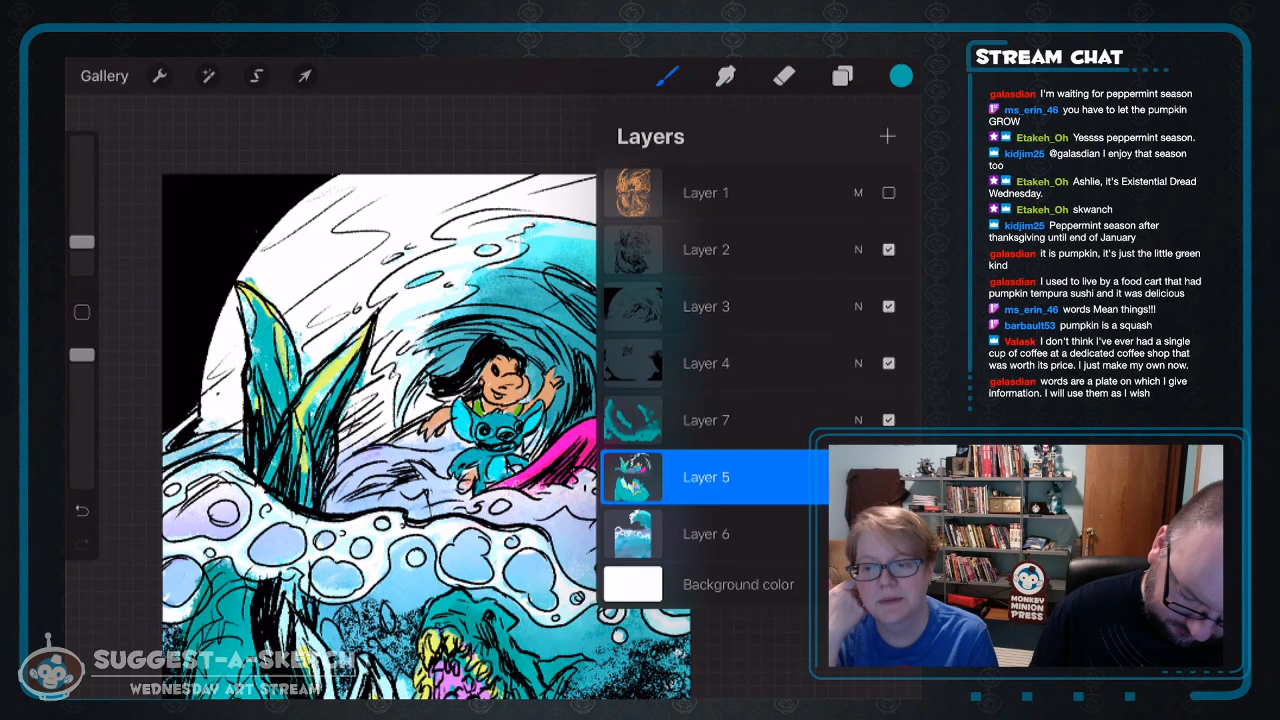 Gallery
Layers
Layer 1
M
Layer 2
N
Layer 3
N
Layer 4
N
Layer 7
N
Layer 5
Layer 6
Background color
STREAM CHAT
galasdian I'm waiting for peppermint season
ms_erin_46 you have to let the pumpkin
GROW
Etakeh_Oh Yessss peppermint season.
kidjim25 @galasdian I enjoy that season
too
Etakeh_Oh Ashlie, it's Existential Dread
Wednesday.
Etakeh_Oh skwanch
kidjim25 Peppermint season after
thanksgiving until end of January
galasdian it is pumpkin, it's just the little green
kind
galasdian I used to live by a food cart that had
pumpkin tempura sushi and it was delicious
ms_erin_46 words Mean things!!!
barbault53 pumpkin is a squash
Valask I don't think I've ever had a single
cup of coffee at a dedicated coffee shop that
was worth its price. I just make my own now.
galasdian words are a plate on which I give
information. I will use them as I wish
MONKEY
MINION
PRESS
SUGGEST-A-SKETCH
WEDNESDAY ART STREAM